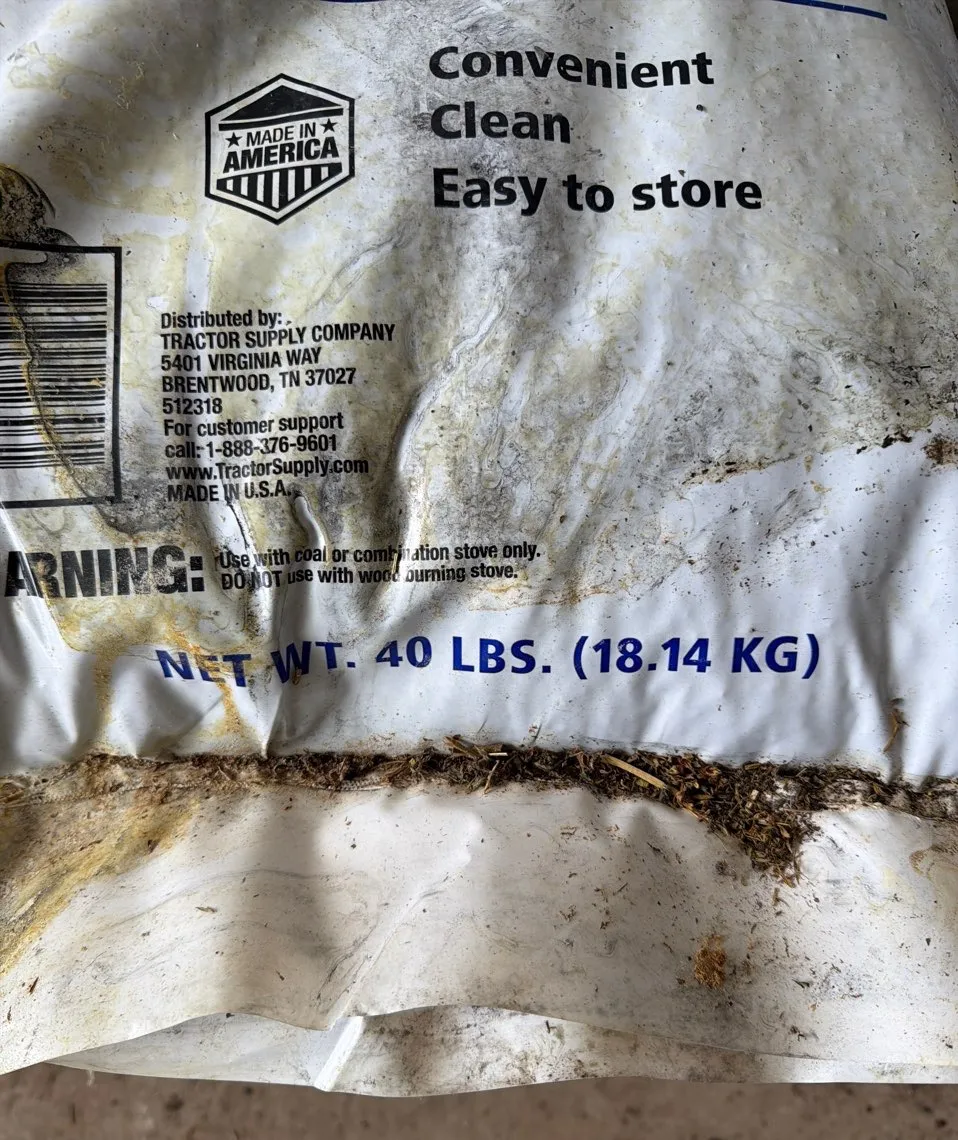 Convenient
Clean
Easy to store
MADE IN
AMERICA
Distributed by:
TRACTOR SUPPLY COMPANY
5401 VIRGINIA WAY
BRENTWOOD, TN 37027
512318
For customer support
call: 1-888-376-9601
www.TractorSupply.com
MADE IN U.S.A.
ARNING: Use with coal or combination stove only.
DO NOT use with wood burning stove.
NET WT. 40 LBS. (18.14 KG)